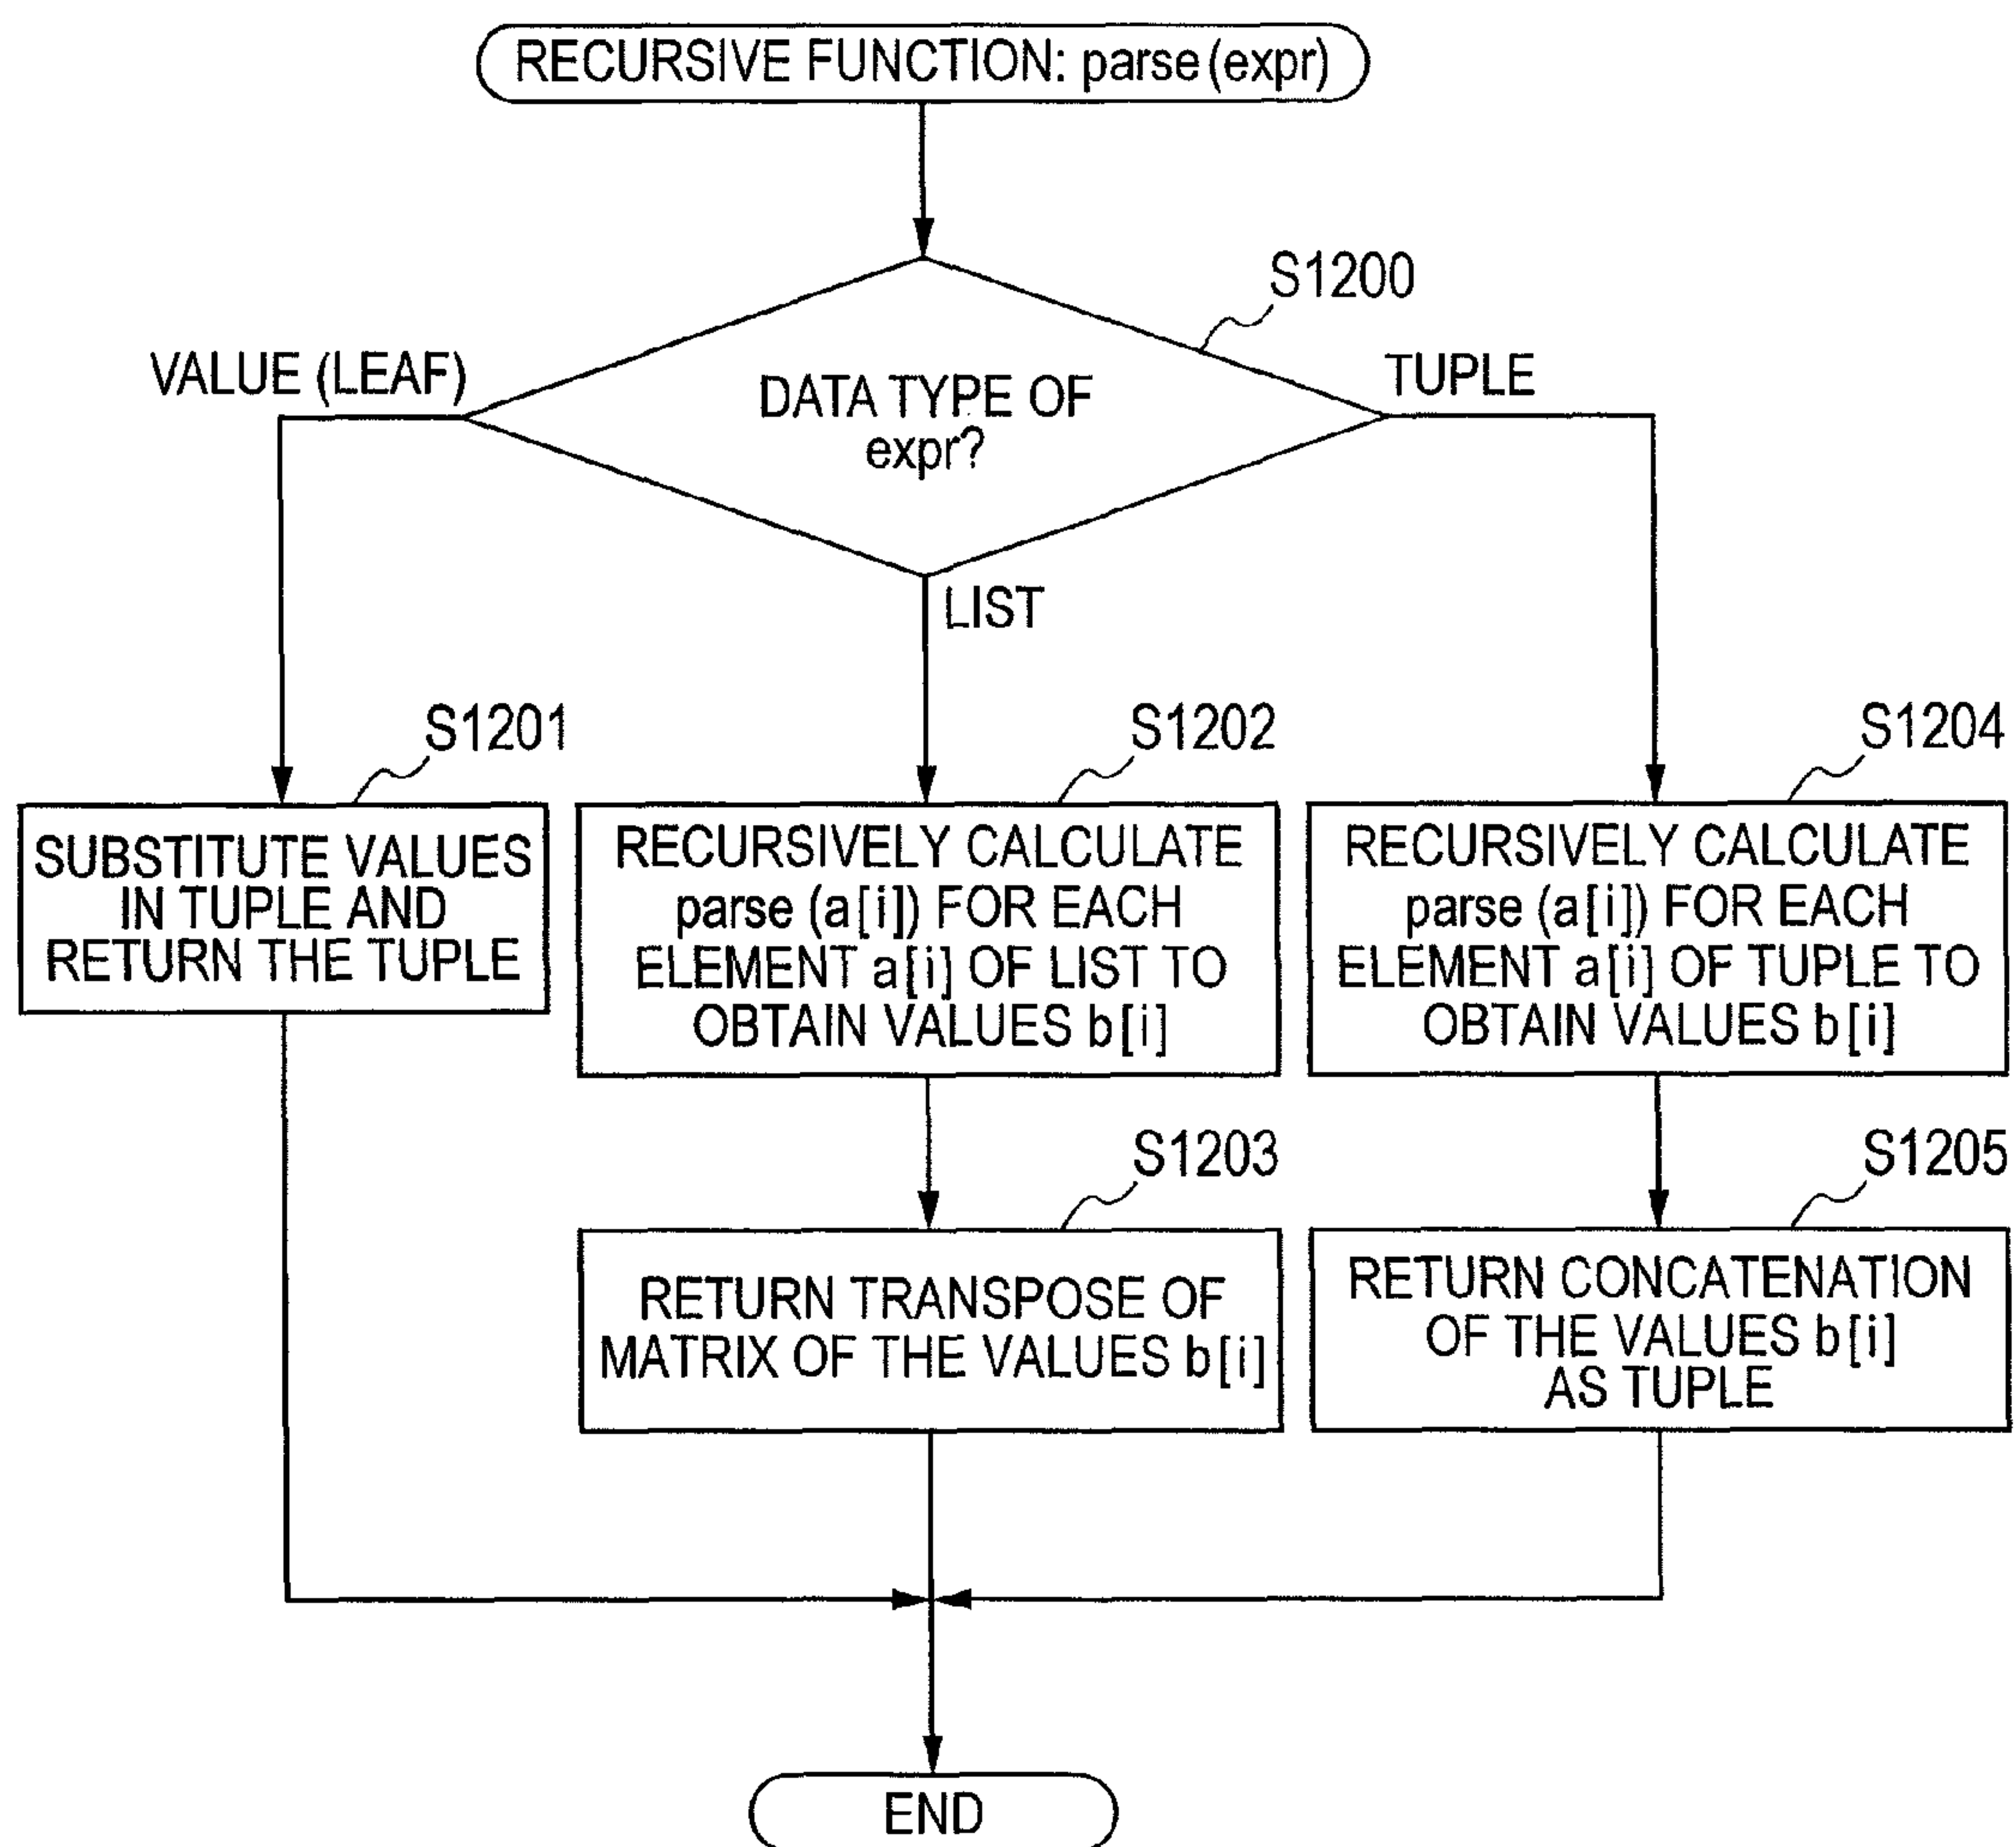 RECURSIVE FUNCTION: parse (expr)
S1200
VALUE (LEAF)
TUPLE
DATA TYPE OF
expr?
LIST
S1201
SUBSTITUTE VALUES
IN TUPLE AND
RETURN THE TUPLE
S1202
RECURSIVELY CALCULATE
parse (a[i]) FOR EACH
ELEMENT a[i] OF LIST TO
OBTAIN VALUES b[i]
S1204
RECURSIVELY CALCULATE
parse (a[i]) FOR EACH
ELEMENT a[i] OF TUPLE TO
OBTAIN VALUES b[i]
S1203
RETURN TRANSPOSE OF
MATRIX OF THE VALUES b[i]
S1205
RETURN CONCATENATION
OF THE VALUES b[i]
AS TUPLE
END